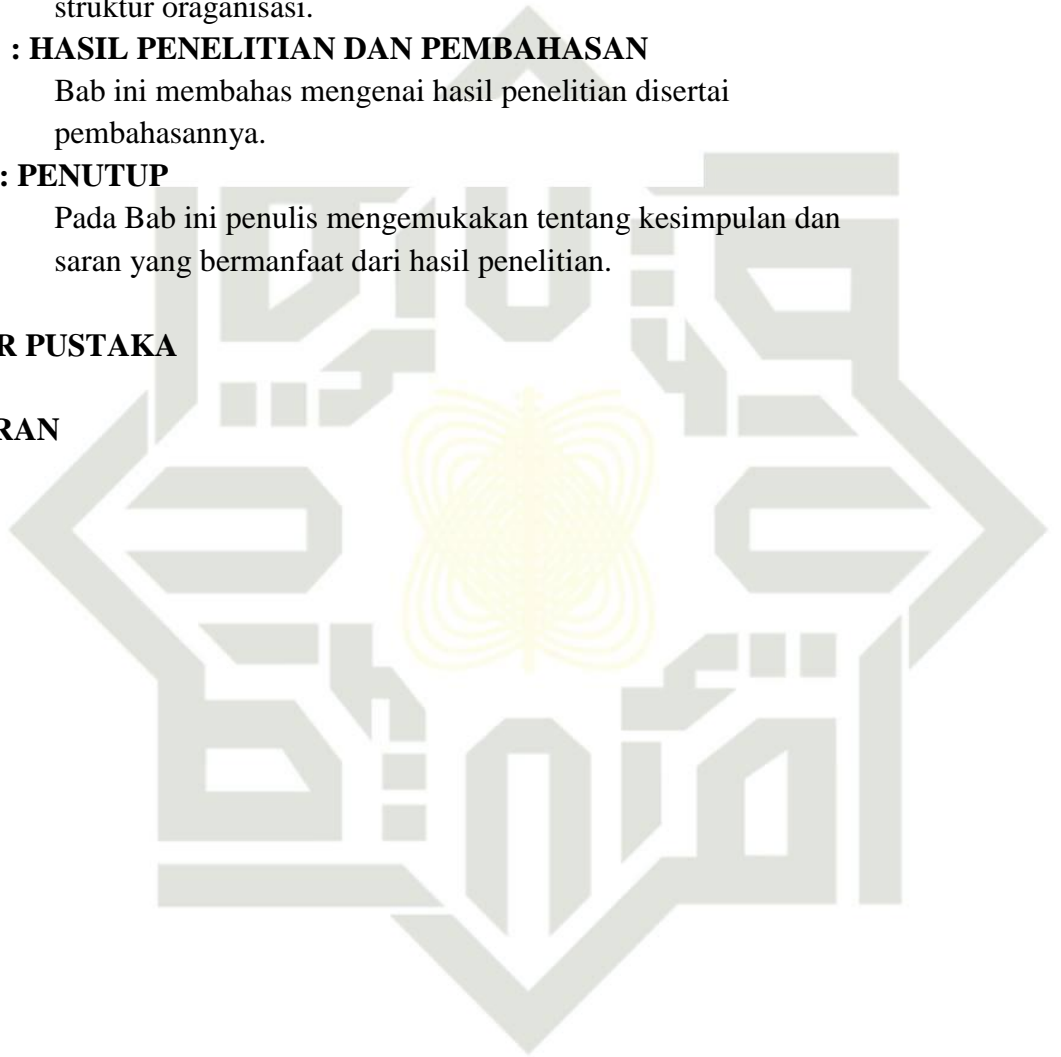 struktur oraganisasi.
: HASIL PENELITIAN DAN PEMBAHASAN
Bab ini membahas mengenai hasil penelitian disertai
pembahasannya.
: PENUTUP
Pada Bab ini penulis mengemukakan tentang kesimpulan dan
saran yang bermanfaat dari hasil penelitian.
R PUSTAKA
RAN